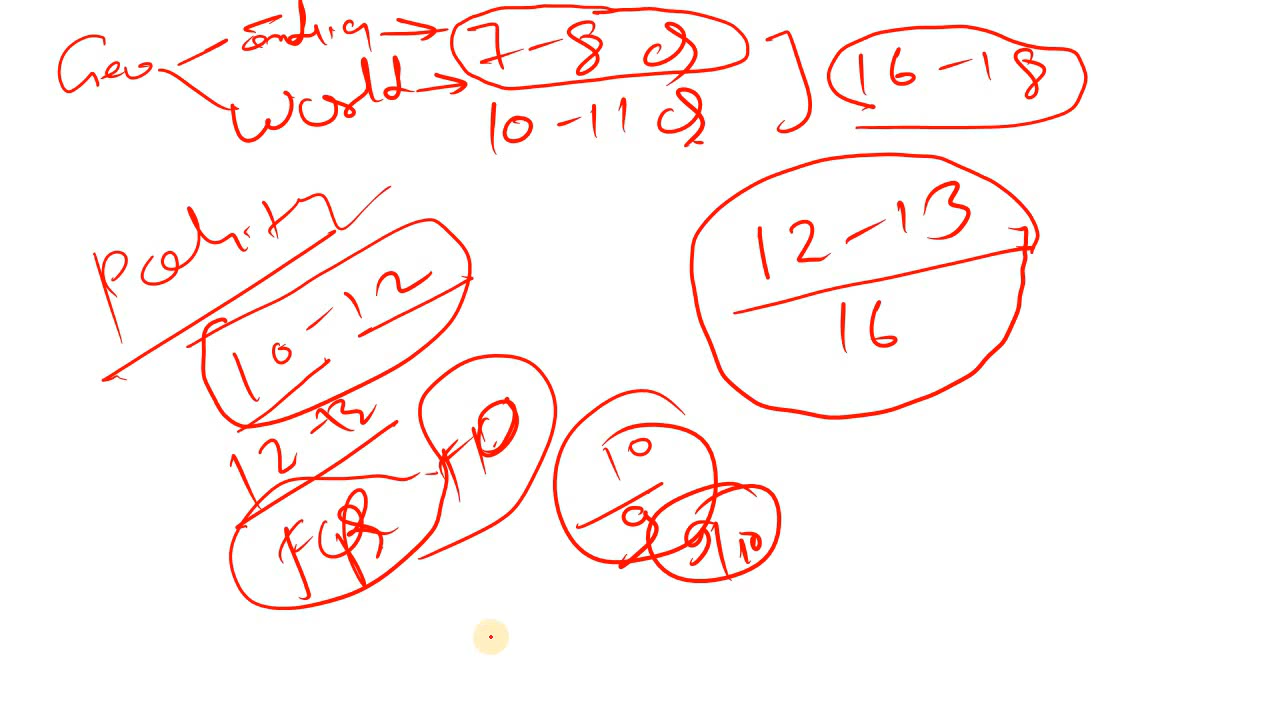 Geo India → 7-8 Q
World → 10-11 Q
16-18
12-13
16
Polity
10-12
12-13
10
9
9/10